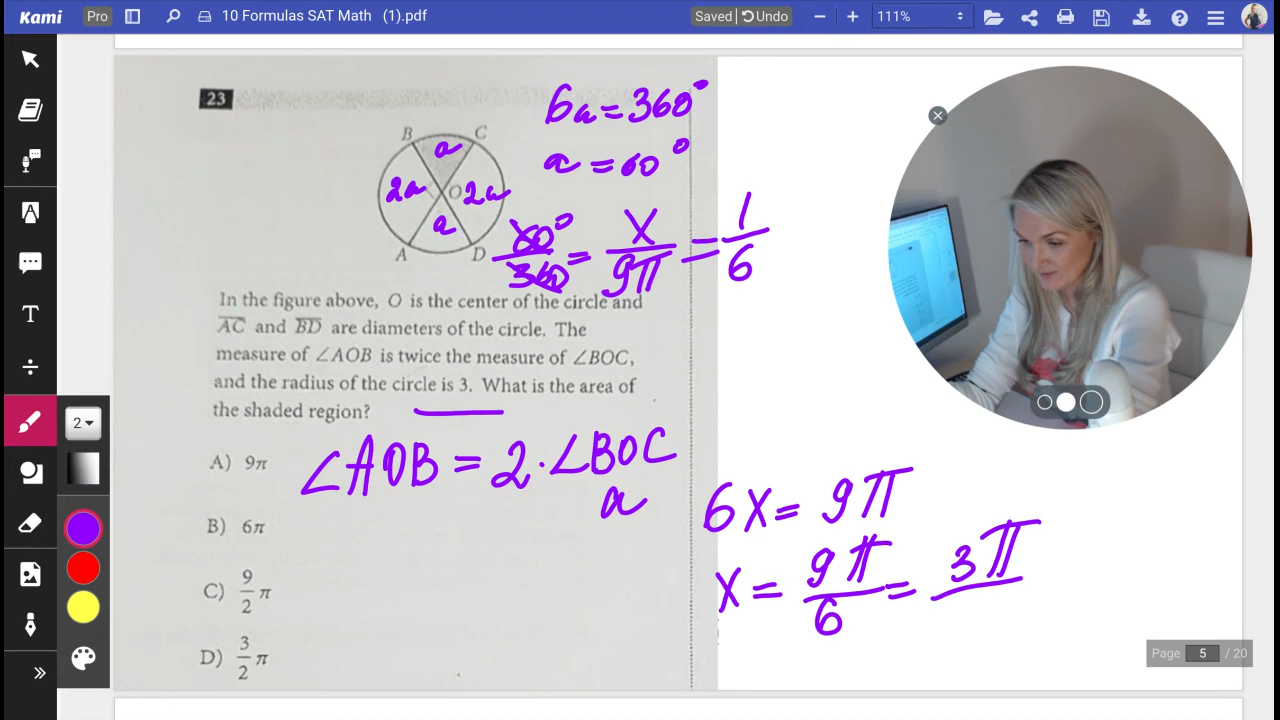 Kami Pro 10 Formulas SAT Math (1).pdf Saved Undo 111%
23
B C
a
2a O 2a
a
A D
6a = 360°
a = 60°
60°/360 = x/9π = 1/6
In the figure above, O is the center of the circle and
AC and BD are diameters of the circle. The
measure of ∠AOB is twice the measure of ∠BOC,
and the radius of the circle is 3. What is the area of
the shaded region?
∠AOB = 2·∠BOC
a
A) 9π
B) 6π
C) 9/2 π
D) 3/2 π
6x = 9π
x = 9π/6 = 3π
2
T
Page 5 / 20